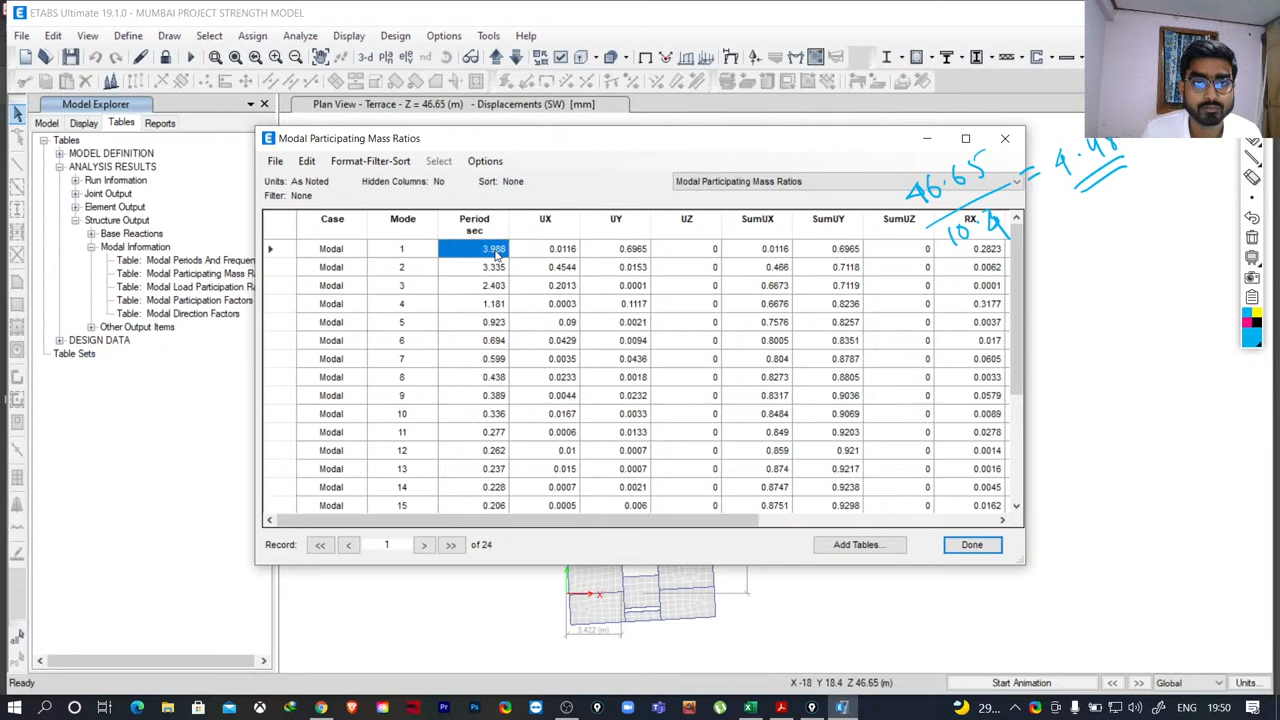 ETABS Ultimate 19.1.0 - MUMBAI PROJECT STRENGTH MODEL
File Edit View Define Draw Select Assign Analyze Display Design Options Tools Help
Model Explorer
Plan View - Terrace - Z = 46.65 (m) - Displacements (SW) [mm]
Model Display Tables Reports
Tables
MODEL DEFINITION
ANALYSIS RESULTS
Run Information
Joint Output
Element Output
Structure Output
Modal Information
Table: Modal Periods And Frequen
Table: Modal Participating Mass R
Table: Modal Load Participation Ra
Table: Modal Participation Factors
Table: Modal Direction Factors
Other Output Items
DESIGN DATA
Table Sets
Modal Participating Mass Ratios
File Edit Format-Filter-Sort Select Options
Units: As Noted Hidden Columns: No Sort: None Modal Participating Mass Ratios
Filter: None
46.65
Case Mode Period sec UX UY UZ SumUX SumUY SumUZ RX
Modal 1 3.988 0.0116 0.6965 0 0.0116 0.6965 0 0.2823
Modal 2 3.335 0.4544 0.0153 0 0.466 0.7118 0 0.0062
Modal 3 2.403 0.2013 0.0001 0 0.6673 0.7119 0 0.0001
Modal 4 1.181 0.0003 0.1117 0 0.6676 0.8236 0 0.3177
Modal 5 0.923 0.09 0.0021 0 0.7576 0.8257 0 0.0037
Modal 6 0.694 0.0429 0.0094 0 0.8005 0.8351 0 0.017
Modal 7 0.599 0.0035 0.0436 0 0.804 0.8787 0 0.0605
Modal 8 0.438 0.0233 0.0018 0 0.8273 0.8805 0 0.0033
Modal 9 0.389 0.0044 0.0232 0 0.8317 0.9036 0 0.0579
Modal 10 0.336 0.0167 0.0033 0 0.8484 0.9069 0 0.0089
Modal 11 0.277 0.0006 0.0133 0 0.849 0.9203 0 0.0278
Modal 12 0.262 0.01 0.0007 0 0.859 0.921 0 0.0014
Modal 13 0.237 0.015 0.0007 0 0.874 0.9217 0 0.0016
Modal 14 0.228 0.0007 0.0021 0 0.8747 0.9238 0 0.0045
Modal 15 0.206 0.0005 0.006 0 0.8751 0.9298 0 0.0162
Record: << < 1 > >> of 24 Add Tables... Done
X
3.422 (m)
Ready X -18 Y 18.4 Z 46.65 (m) Start Animation << >> Global Units...
29... ENG 19:50